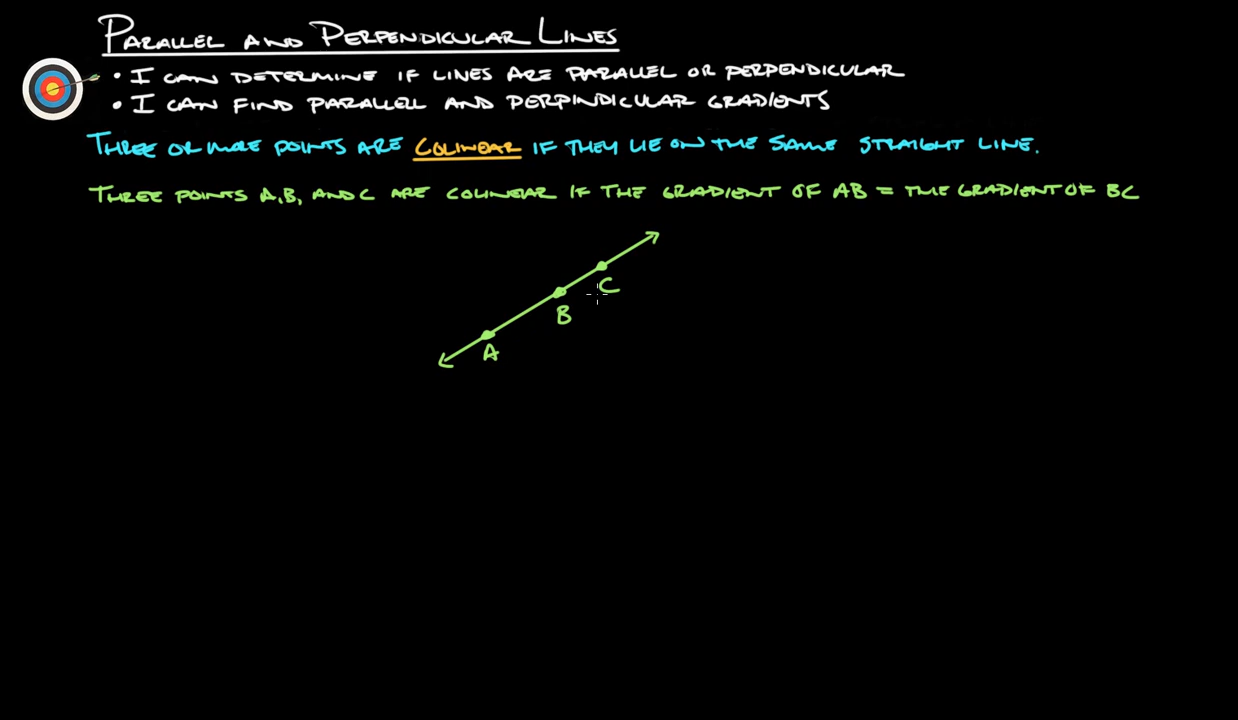 PARALLEL AND PERPENDICULAR LINES
• I CAN DETERMINE IF LINES ARE PARALLEL OR PERPENDICULAR
• I CAN FIND PARALLELL AND PERPINDICULAR GRADIENTS
THREE OR MORE POINTS ARE COLINEAR IF THEY LIE ON THE SAME STRAIGHT LINE.
THREE POINTS A, B, AND C ARE COLINEAR IF THE GRADIENT OF AB = THE GRADIENT OF BC
C
B
A